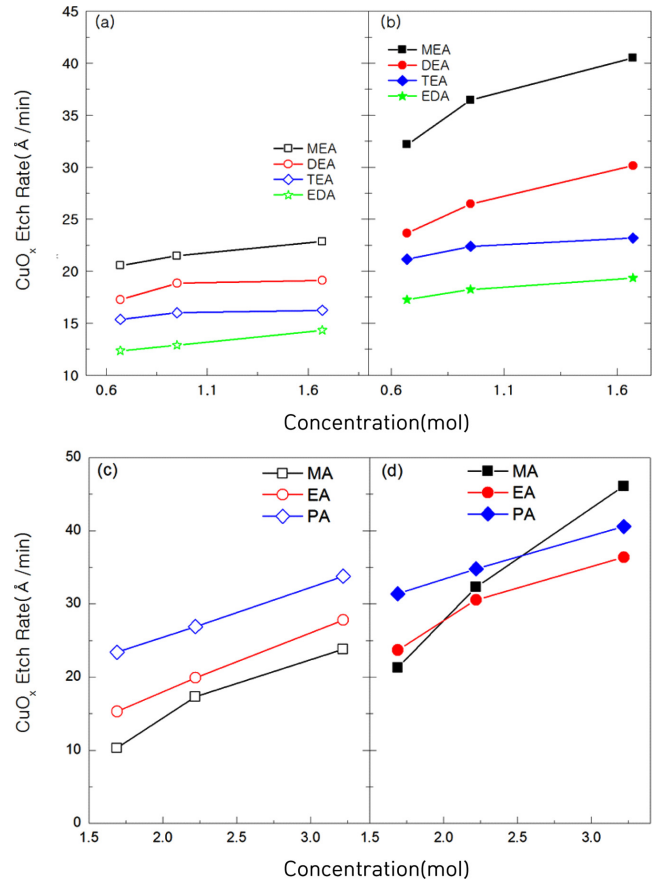 (a)
(b)
MEA
DEA
TEA
EDA
MEA
DEA
TEA
EDA
CuOx Etch Rate( Å /min)
45
40
35
30
25
20
15
10
0.6
1.1
1.6
0.6
1.1
1.6
Concentration(mol)
(c)
(d)
MA
EA
PA
MA
EA
PA
CuOx Etch Rate( Å /min)
50
40
30
20
10
0
1.5
2.0
2.5
3.0
1.5
2.0
2.5
3.0
Concentration(mol)